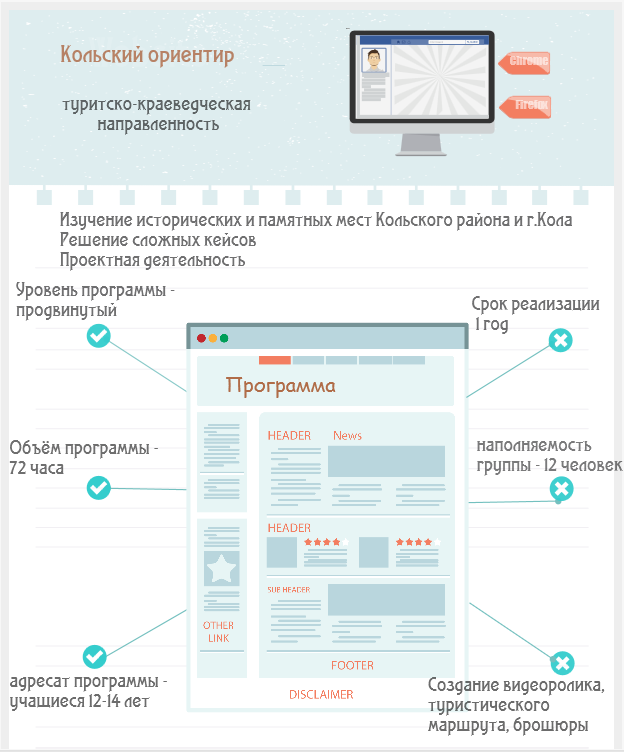 Кольский ориентир
туритско-краеведческая
направленность
Chrome
Firefox
Изучение исторических и памятных мест Кольского района и г.Кола
Решение сложных кейсов
Проектная деятельность
Уровень программы -
продвинутый
Срок реализации
1 год
Программа
HEADER News
Объём программы -
72 часа
наполняемость
группы - 12 человек
HEADER
SUB HEADER
OTHER
LINK
FOOTER
DISCLAIMER
адресат программы -
учащиеся 12-14 лет
Создание видеоролика,
туристического
маршрута, брошюры